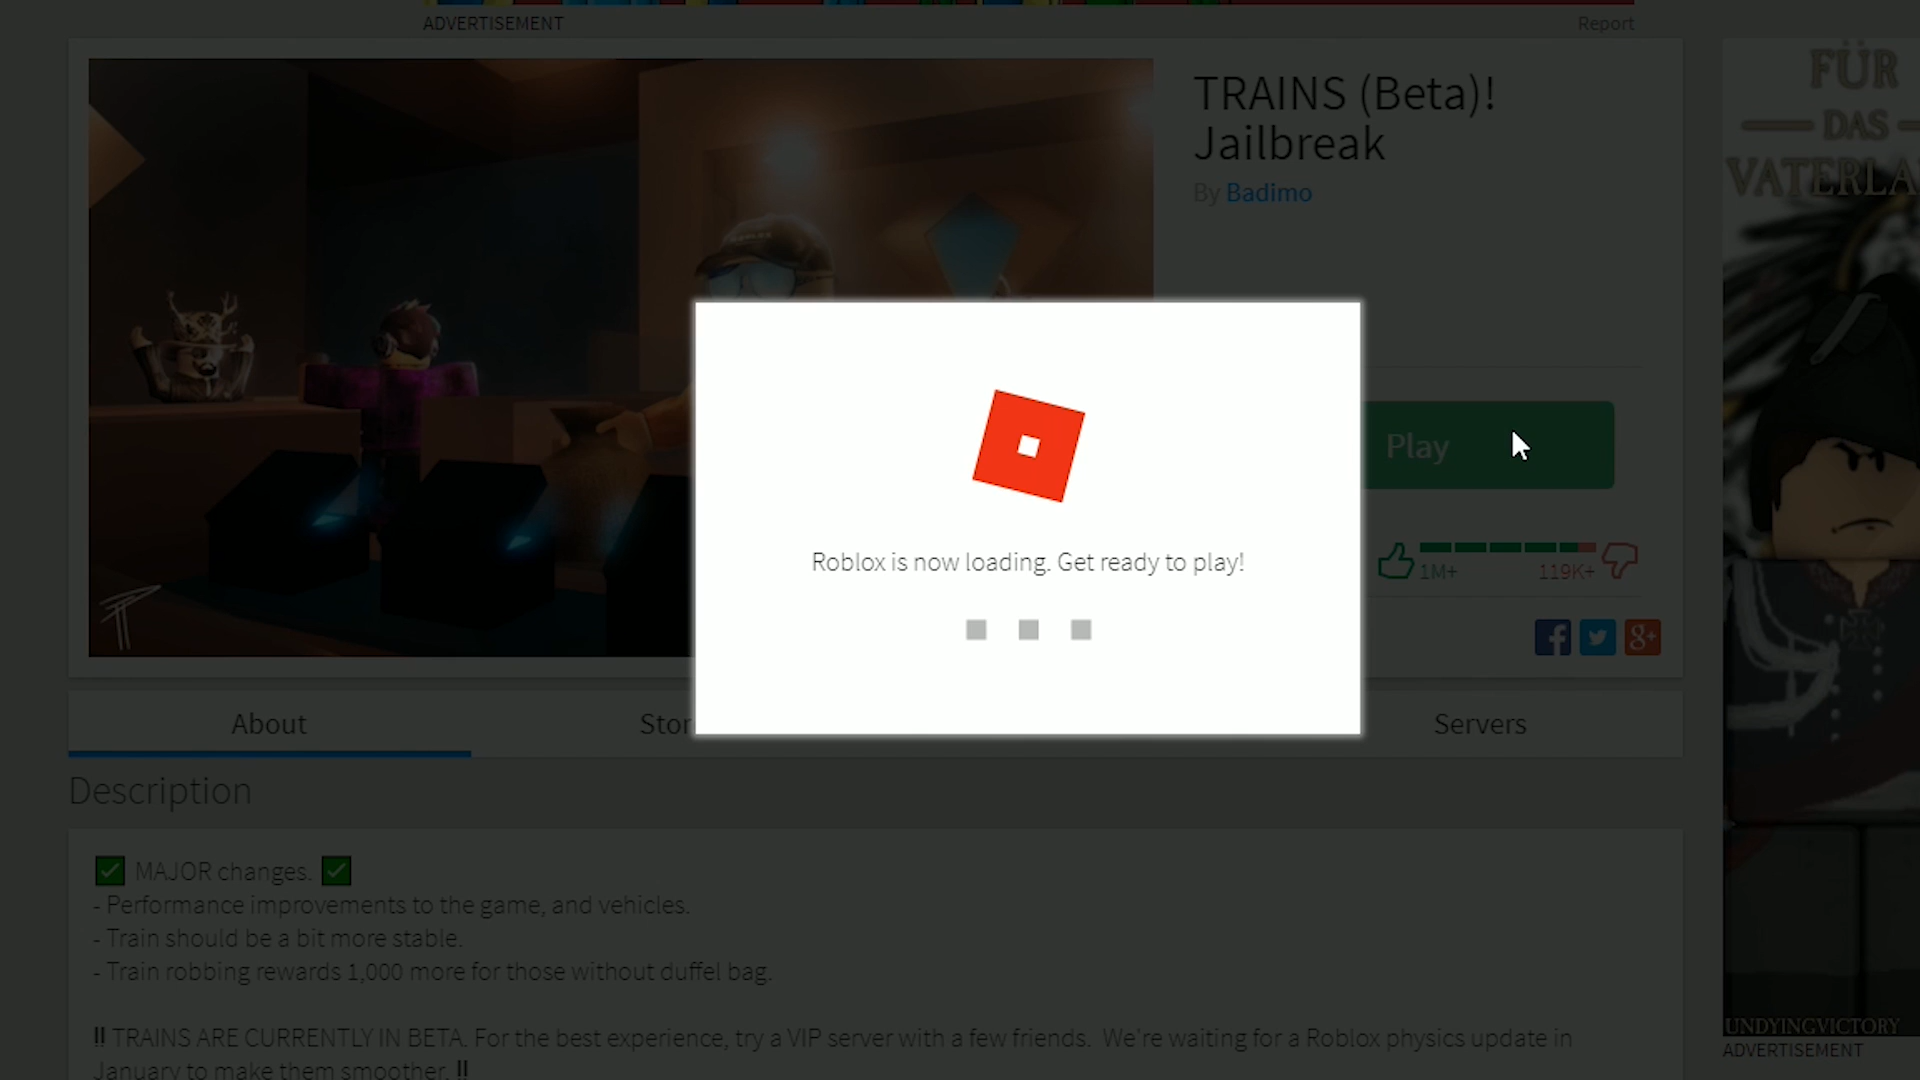 ADVERTISEMENT
Report
TRAINS (Beta)!
Jailbreak
By Badimo
Roblox is now loading. Get ready to play!
Play
1M+
119K+
About
Servers
Description
✅ MAJOR changes. ✅
- Performance improvements to the game, and vehicles.
- Train should be a bit more stable.
- Train robbing rewards 1,000 more for those without duffel bag.
‼ TRAINS ARE CURRENTLY IN BETA. For the best experience, try a VIP server with a few friends.  We're waiting for a Roblox physics update in
January to make them smoother. ‼
FÜR
DAS
UNDYINGVICTORY
ADVERTISEMENT